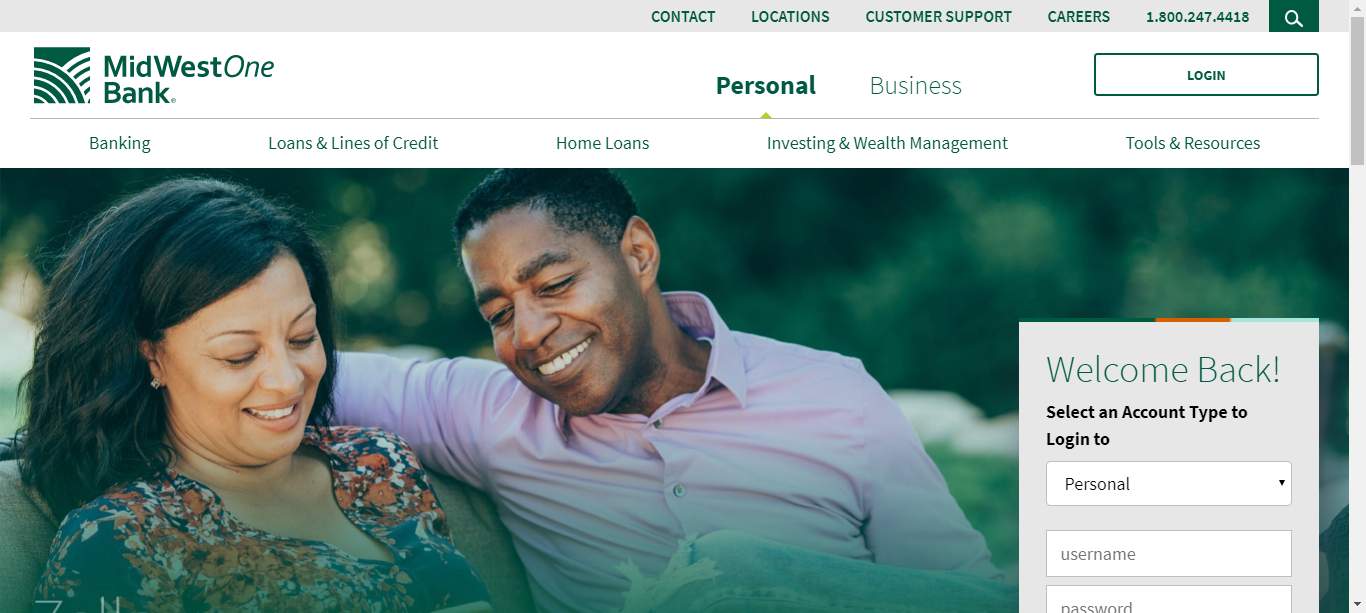 CONTACT LOCATIONS CUSTOMER SUPPORT CAREERS 1.800.247.4418
MidWestOne
Bank®
Personal Business
LOGIN
Banking Loans & Lines of Credit Home Loans Investing & Wealth Management Tools & Resources
Welcome Back!
Select an Account Type to
Login to
Personal
username
password